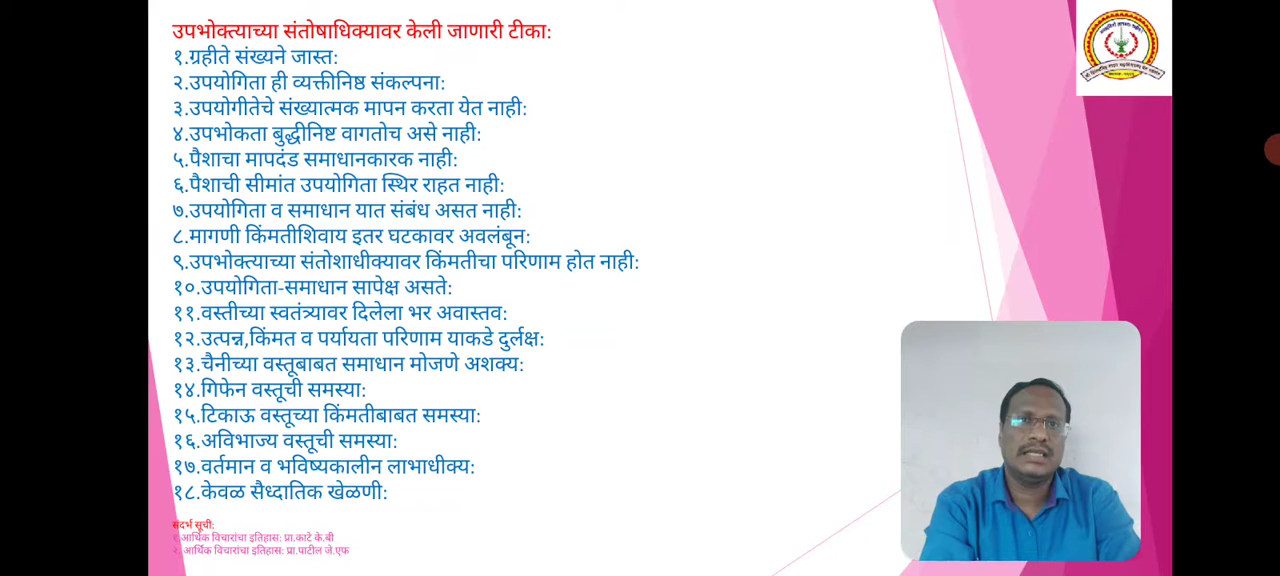 उपभोक्त्याच्या संतोषाधिक्यावर केली जाणारी टीका:
१.ग्रहीते संख्यने जास्त:
२.उपयोगिता ही व्यक्तीनिष्ठ संकल्पना:
३.उपयोगीतेचे संख्यात्मक मापन करता येत नाही:
४.उपभोकता बुद्धीनिष्ट वागतोच असे नाही:
५.पैशाचा मापदंड समाधानकारक नाही:
६.पैशाची सीमांत उपयोगिता स्थिर राहत नाही:
७.उपयोगिता व समाधान यात संबंध असत नाही:
८.मागणी किंमतीशिवाय इतर घटकावर अवलंबून:
९.उपभोक्त्याच्या संतोशाधीक्यावर किंमतीचा परिणाम होत नाही:
१०.उपयोगिता-समाधान सापेक्ष असते:
११.वस्तीच्या स्वतंत्र्यावर दिलेला भर अवास्तव:
१२.उत्पन्न,किंमत व पर्यायता परिणाम याकडे दुर्लक्ष:
१३.चैनीच्या वस्तूबाबत समाधान मोजणे अशक्य:
१४.गिफेन वस्तूची समस्या:
१५.टिकाऊ वस्तूच्या किंमतीबाबत समस्या:
१६.अविभाज्य वस्तूची समस्या:
१७.वर्तमान व भविष्यकालीन लाभाधीक्य:
१८.केवळ सैध्दातिक खेळणी:
संदर्भ सूची:
१.आर्थिक विचारांचा इतिहास: प्रा.काटे के.बी
२. आर्थिक विचारांचा इतिहास: प्रा.पाटील जे.एफ